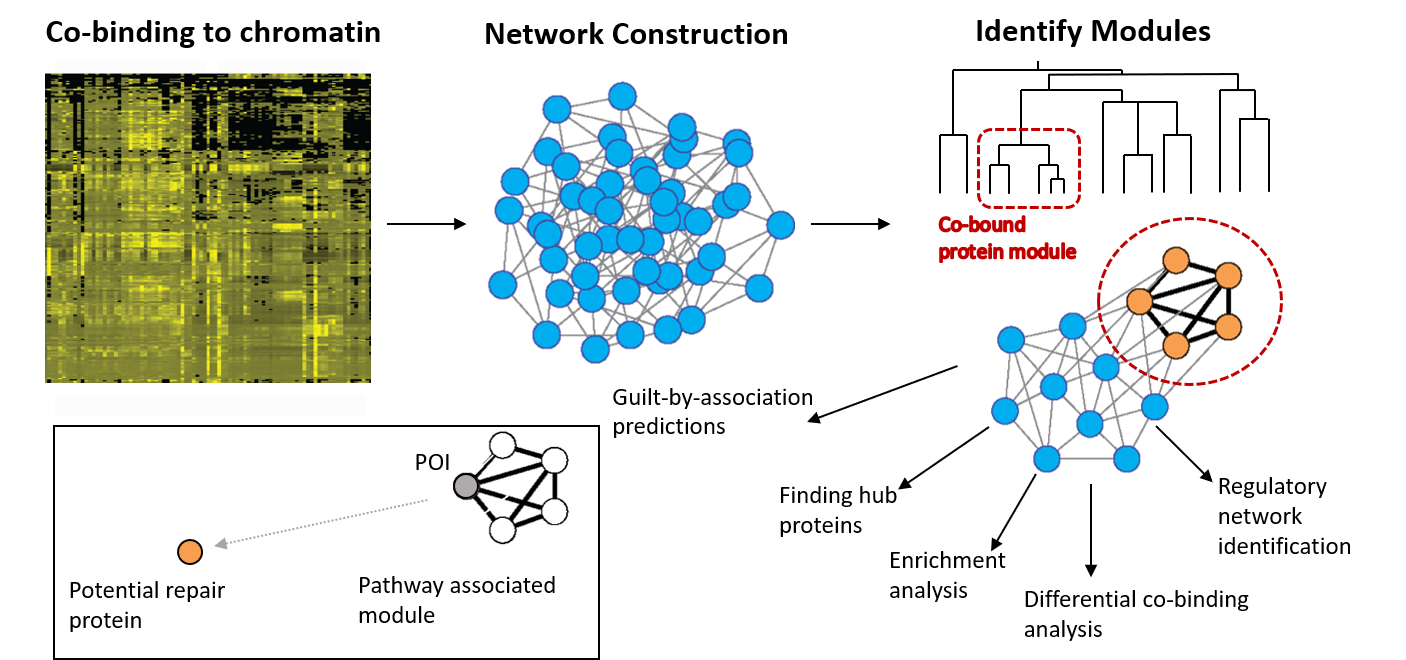 Co-binding to chromatin
Network Construction
Identify Modules
Co-bound
protein module
Guilt-by-association
predictions
Finding hub
proteins
Enrichment
analysis
Differential co-binding
analysis
Regulatory
network
identification
POI
Potential repair
protein
Pathway associated
module